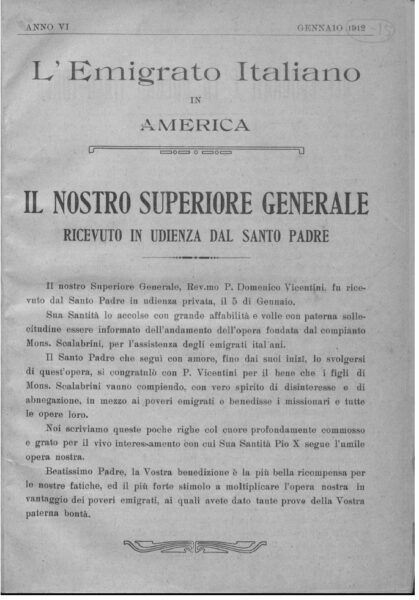 ANNO VI GENNAIO 1912
L'Emigrato Italiano
IN
AMERICA
IL NOSTRO SUPERIORE GENERALE
RICEVUTO IN UDIENZA DAL SANTO PADRE
Il nostro Superiore Generale, Rev.mo P. Domenico Vicentini, fu rice-
vuto dal Santo Padre in udienza privata, il 5 di Gennaio.
Sua Santità lo accolse con grande affabilità e volle con paterna solle-
citudine essere informato dell'andamento dell'opera fondata dal compianto
Mons. Scalabrini, per l'assistenza degli emigrati ital'ani.
Il Santo Padre che seguì con amore, fino dai suoi inizi, lo svolgersi
di quest'opera, si congratulò con P. Vicentini per il bene che i figli di
Mons. Scalabrini vanno compiendo, con vero spirito di disinteresse e di
abnegazione, in mezzo ai poveri emigrati e benedisse i missionari e tutte
le opere loro.
Noi scriviamo queste poche righe col cuore profondamente commosso
e grato per il vivo interessamento con cui Sua Santità Pio X segue l'umile
opera nostra.
Beatissimo Padre, la Vostra benedizione è la più bella ricompensa per
le nostre fatiche, ed il più forte stimolo a moltiplicare l'opera nostra in
vantaggio dei poveri emigrati, ai quali avete dato tante prove della Vostra
paterna bontà.